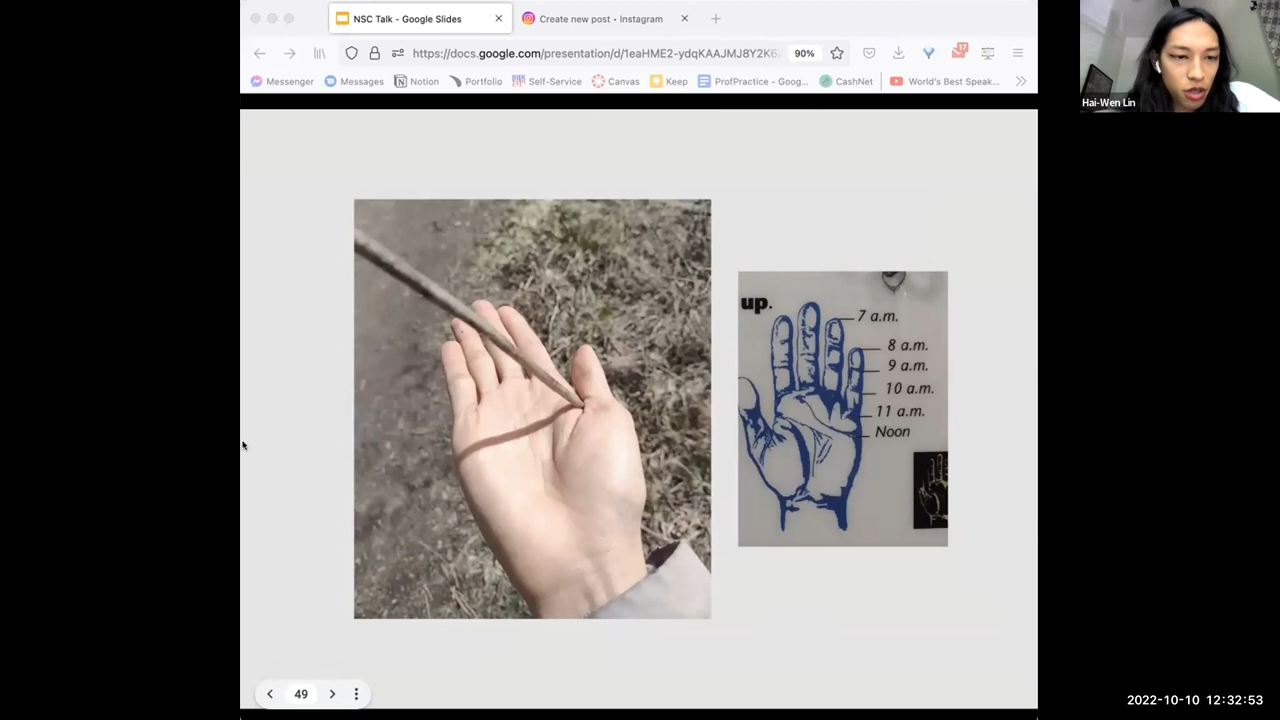 NSC Talk - Google Slides
Create new post • Instagram
https://docs.google.com/presentation/d/1eaHME2-ydqKAAJMJ8Y2K6
90%
17
Messenger
Messages
Notion
Portfolio
Self-Service
Canvas
Keep
ProfPractice - Goog...
CashNet
World's Best Speak...
Hai-Wen Lin
up.
7 a.m.
8 a.m.
9 a.m.
10 a.m.
11 a.m.
Noon
49
2022-10-10 12:32:53